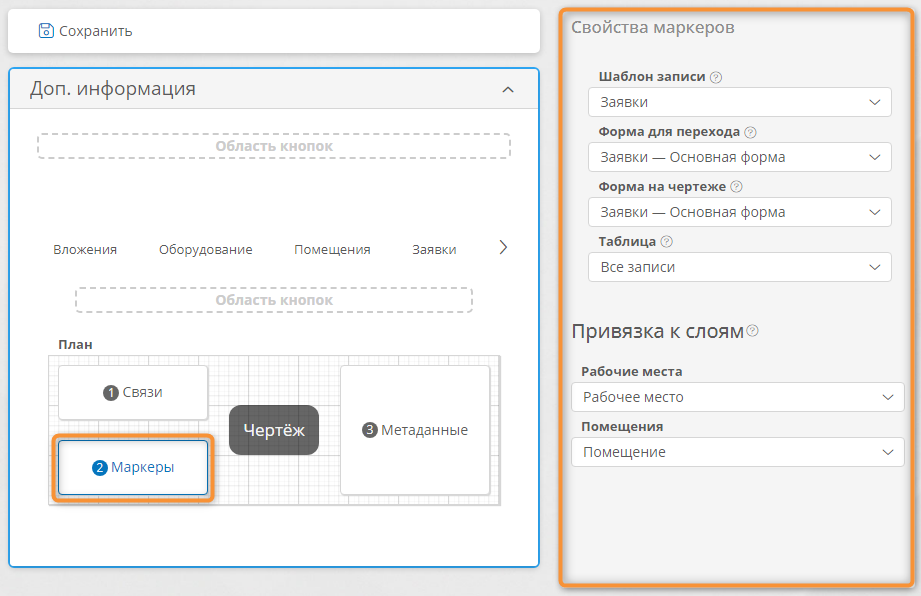 Сохранить
Доп. информация
Область кнопок
Вложения Оборудование Помещения Заявки
Область кнопок
План
1 Связи
Чертёж
3 Метаданные
2 Маркеры
Свойства маркеров
Шаблон записи ?
Заявки
Форма для перехода ?
Заявки — Основная форма
Форма на чертеже ?
Заявки — Основная форма
Таблица ?
Все записи
Привязка к слоям ?
Рабочие места
Рабочее место
Помещения
Помещение